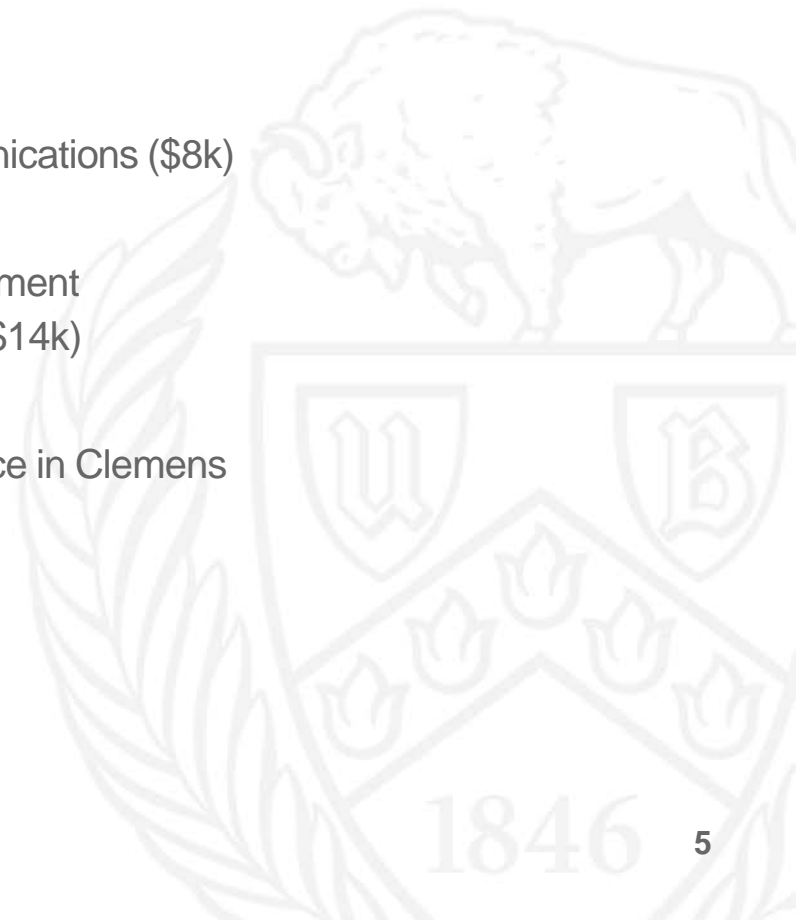 nications ($8k)
ment
$14k)
ce in Clemens
U B
1846
5